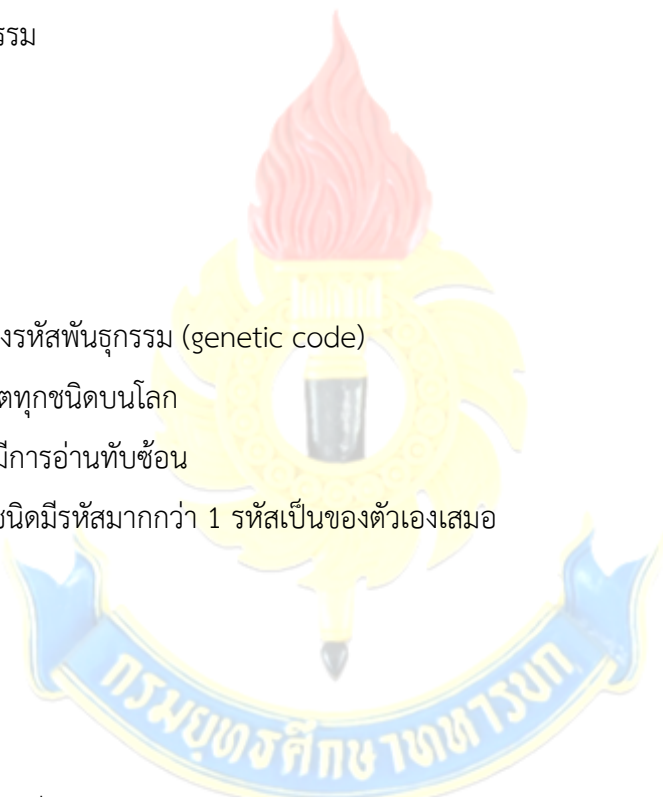 รรม
งรหัสพันธุกรรม (genetic code)
ตทุกชนิดบนโลก
มีการอ่านทับซ้อน
ชนิดมีรหัสมากกว่า 1 รหัสเป็นของตัวเองเสมอ
กรมยุทธศึกษาทหารบก